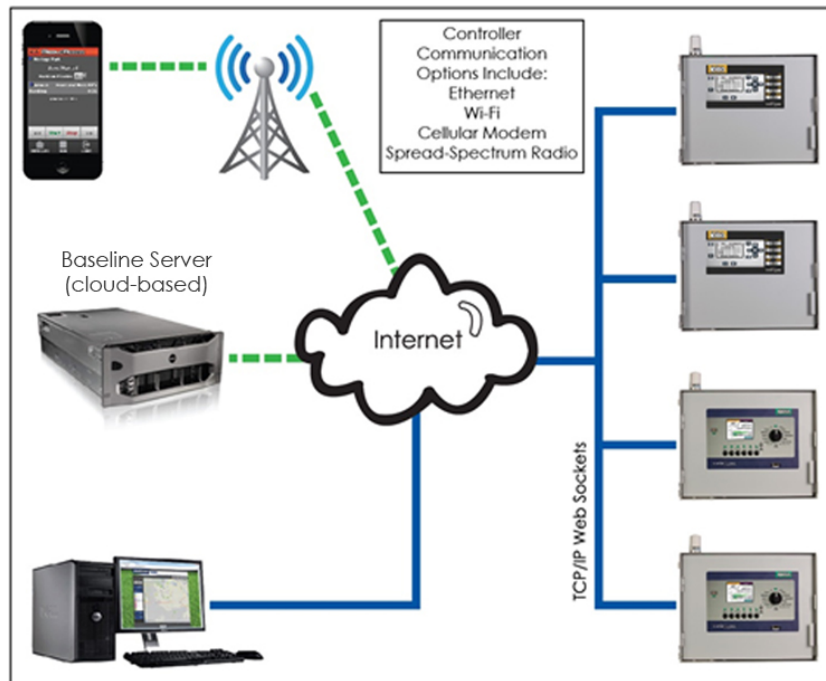 Controller
Communication
Options Include:
Ethernet
Wi-Fi
Cellular Modem
Spread-Spectrum Radio
Baseline Server
(cloud-based)
Internet
TCP/IP Web Sockets